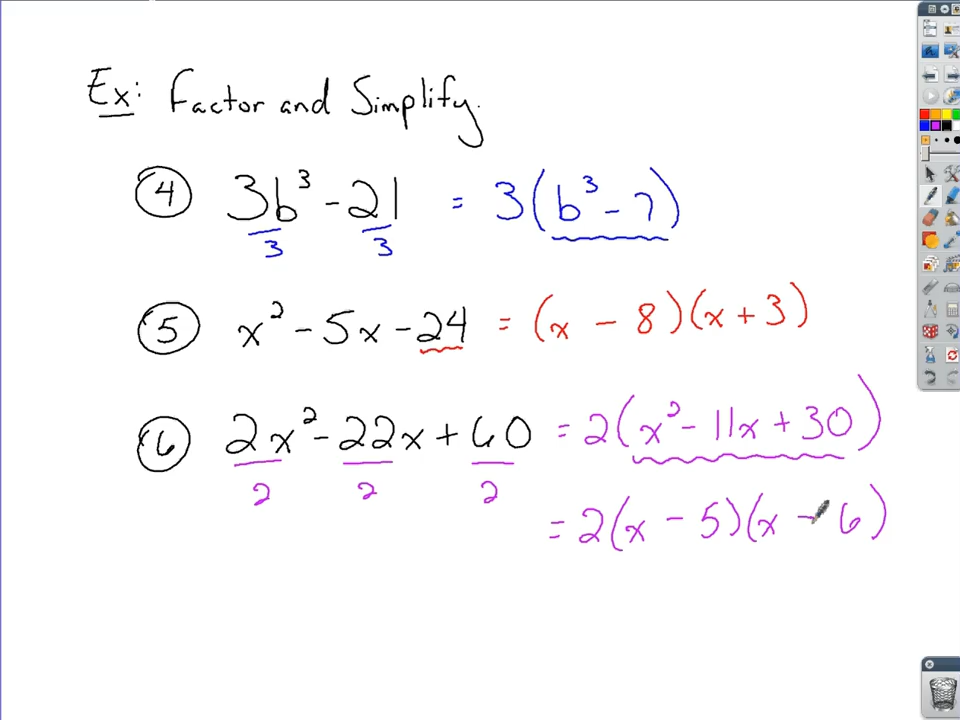 Ex: Factor and Simplify.
④ 3b³ - 21 = 3(b³ - 7)
3 3
⑤ x² - 5x - 24 = (x - 8)(x + 3)
⑥ 2x² - 22x + 60 = 2(x² - 11x + 30)
2 2 2
= 2(x - 5)(x - 6)